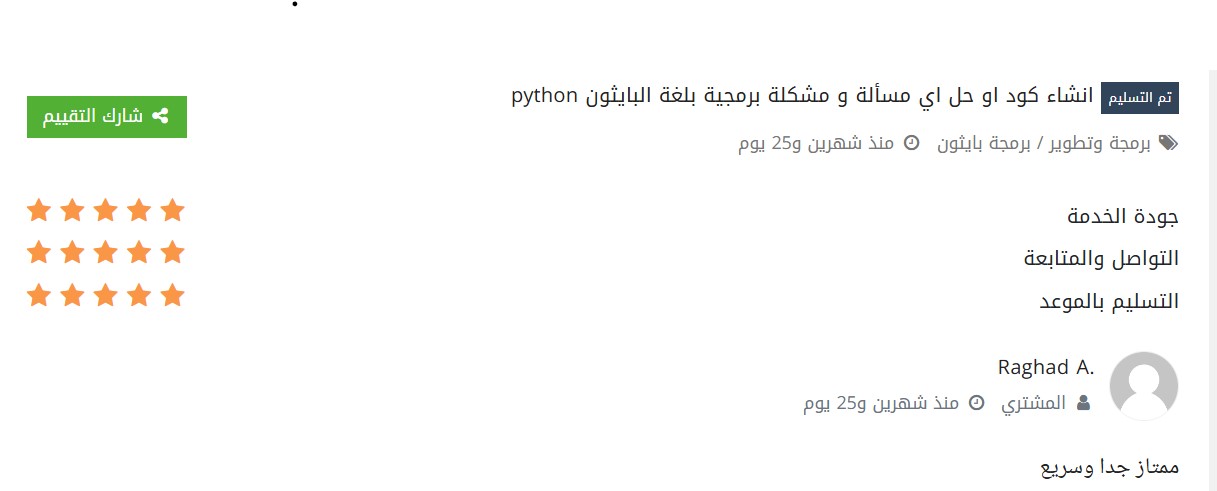 تم التسليم انشاء كود او حل اي مسألة و مشكلة برمجية بلغة البايثون python
شارك التقييم
برمجة وتطوير / برمجة بايثون منذ شهرين و25 يوم
جودة الخدمة
التواصل والمتابعة
التسليم بالموعد
Raghad A.
المشتري منذ شهرين و25 يوم
ممتاز جدا وسريع